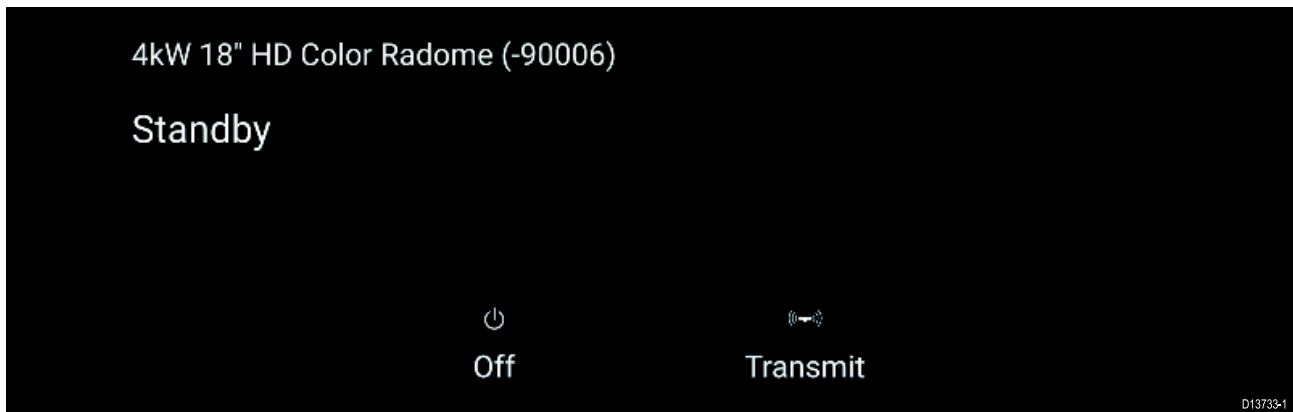 4kW 18" HD Color Radome (-90006)
Standby
Off
Transmit
D13733-1